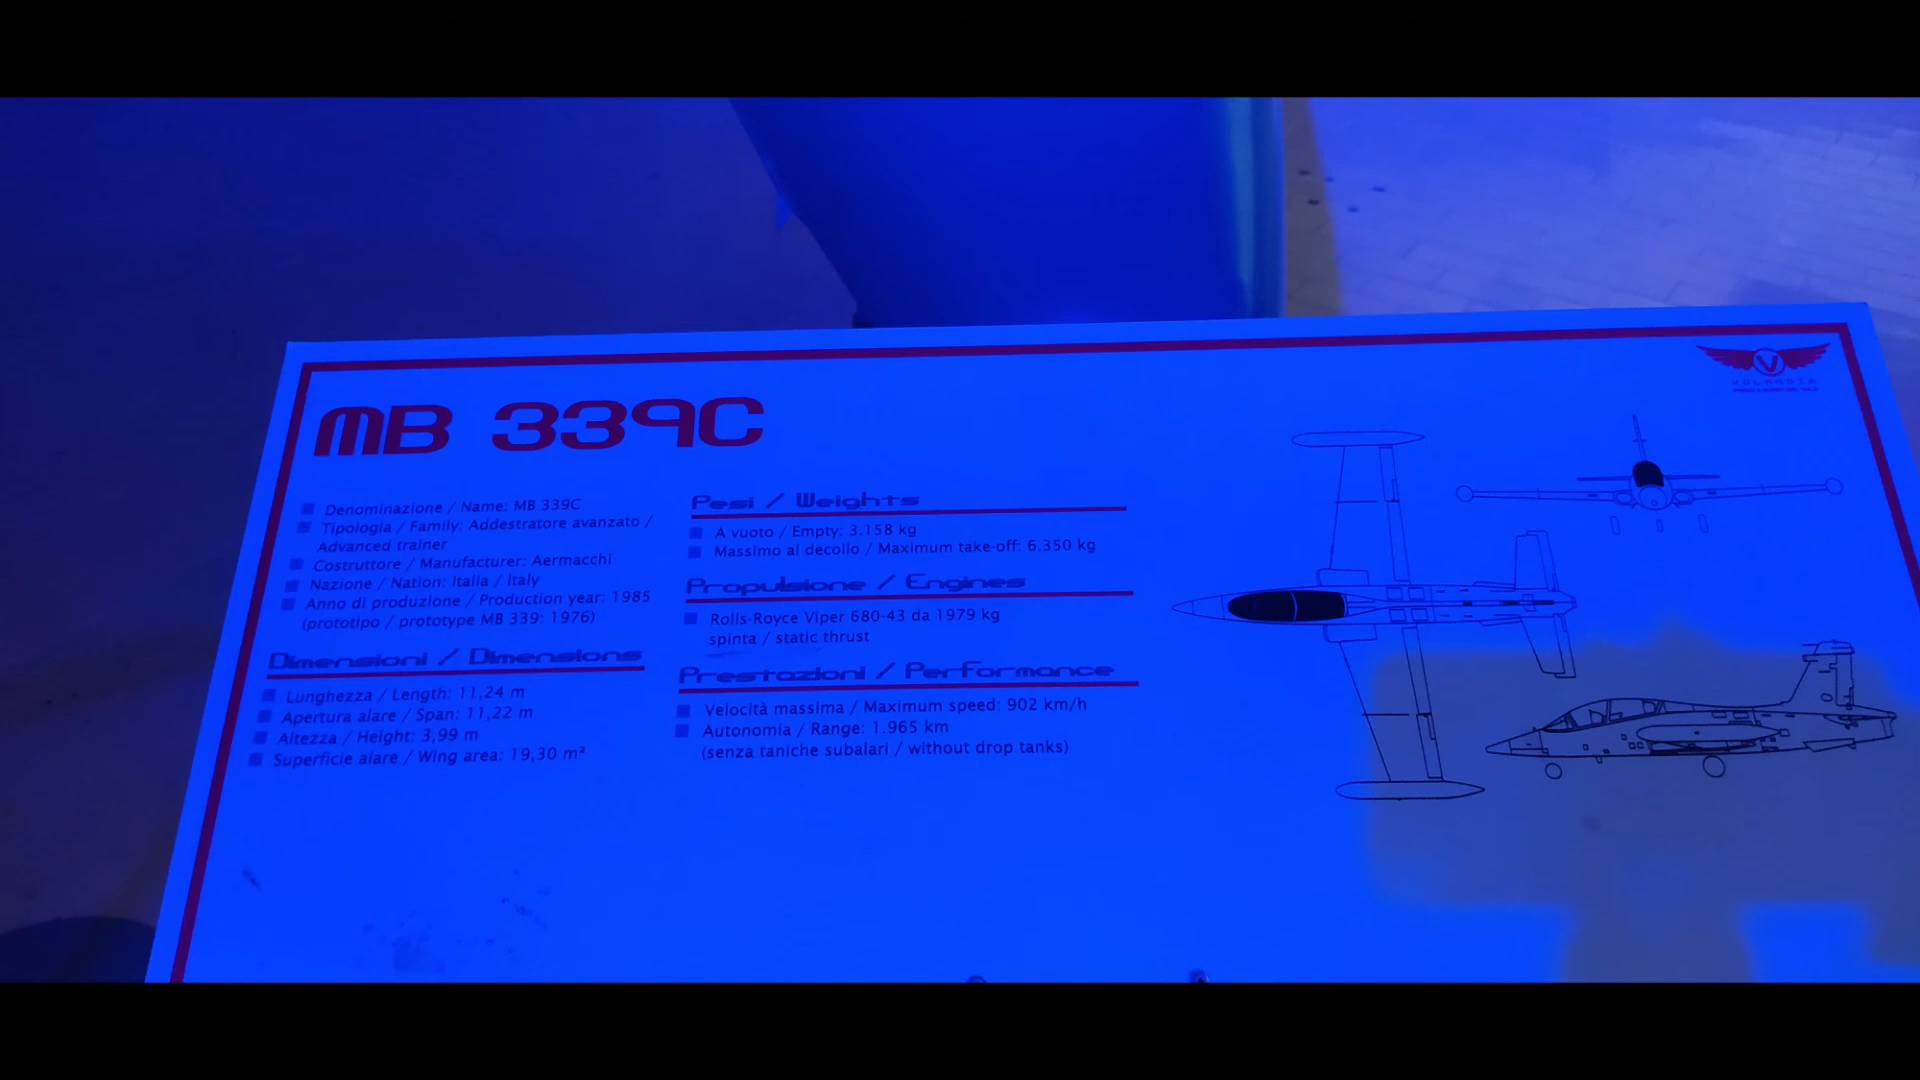 MB 339C
VOLANDIA
Denominazione / Name: MB 339C
Tipologia / Family: Addestratore avanzato /
Advanced trainer
Costruttore / Manufacturer: Aermacchi
Nazione / Nation: Italia / Italy
Anno di produzione / Production year: 1985
(prototipo / prototype MB 339: 1976)
Dimensioni / Dimensions
Lunghezza / Length: 11,24 m
Apertura alare / Span: 11,22 m
Altezza / Height: 3,99 m
Superficie alare / Wing area: 19,30 m²
Pesi / Weights
A vuoto / Empty: 3.158 kg
Massimo al decollo / Maximum take-off: 6.350 kg
Propulsione / Engines
Rolls-Royce Viper 680-43 da 1979 kg
spinta / static thrust
Prestazioni / Performance
Velocità massima / Maximum speed: 902 km/h
Autonomia / Range: 1.965 km
(senza taniche subalari / without drop tanks)